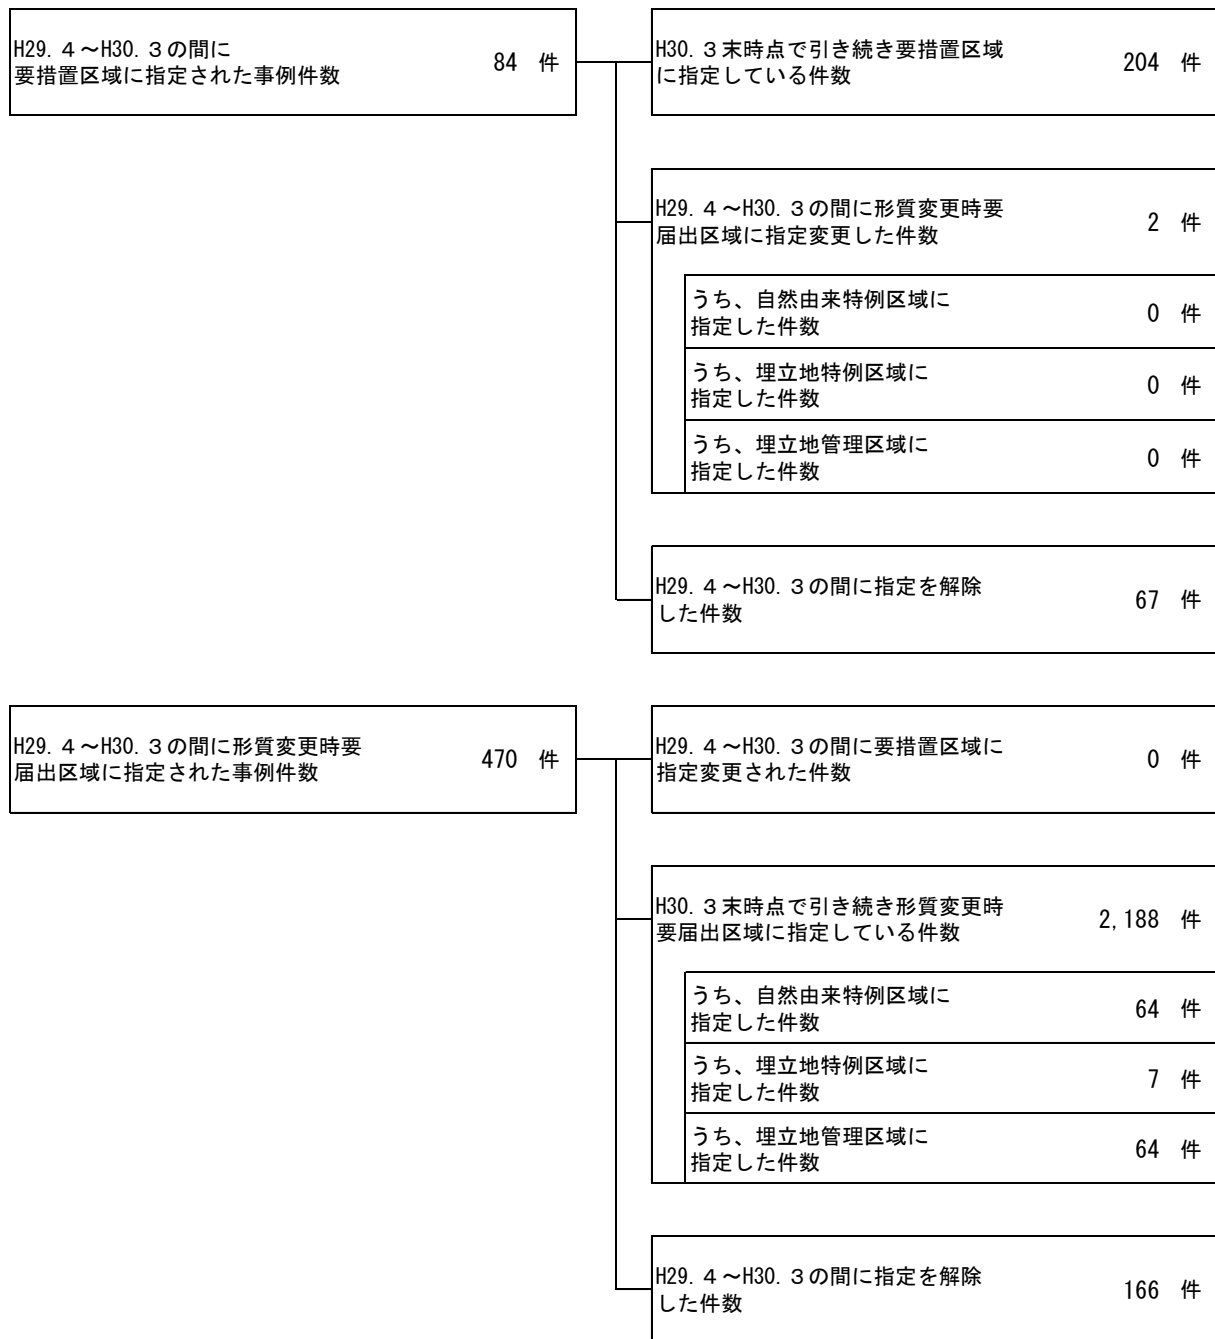 H29.４～H30.３の間に
要措置区域に指定された事例件数 84 件
H30.３末時点で引き続き要措置区域
に指定している件数 204 件
H29.４～H30.３の間に形質変更時要
届出区域に指定変更した件数 2 件
うち、自然由来特例区域に
指定した件数 0 件
うち、埋立地特例区域に
指定した件数 0 件
うち、埋立地管理区域に
指定した件数 0 件
H29.４～H30.３の間に指定を解除
した件数 67 件
H29.４～H30.３の間に形質変更時要
届出区域に指定された事例件数 470 件
H29.４～H30.３の間に要措置区域に
指定変更された件数 0 件
H30.３末時点で引き続き形質変更時
要届出区域に指定している件数 2,188 件
うち、自然由来特例区域に
指定した件数 64 件
うち、埋立地特例区域に
指定した件数 7 件
うち、埋立地管理区域に
指定した件数 64 件
H29.４～H30.３の間に指定を解除
した件数 166 件